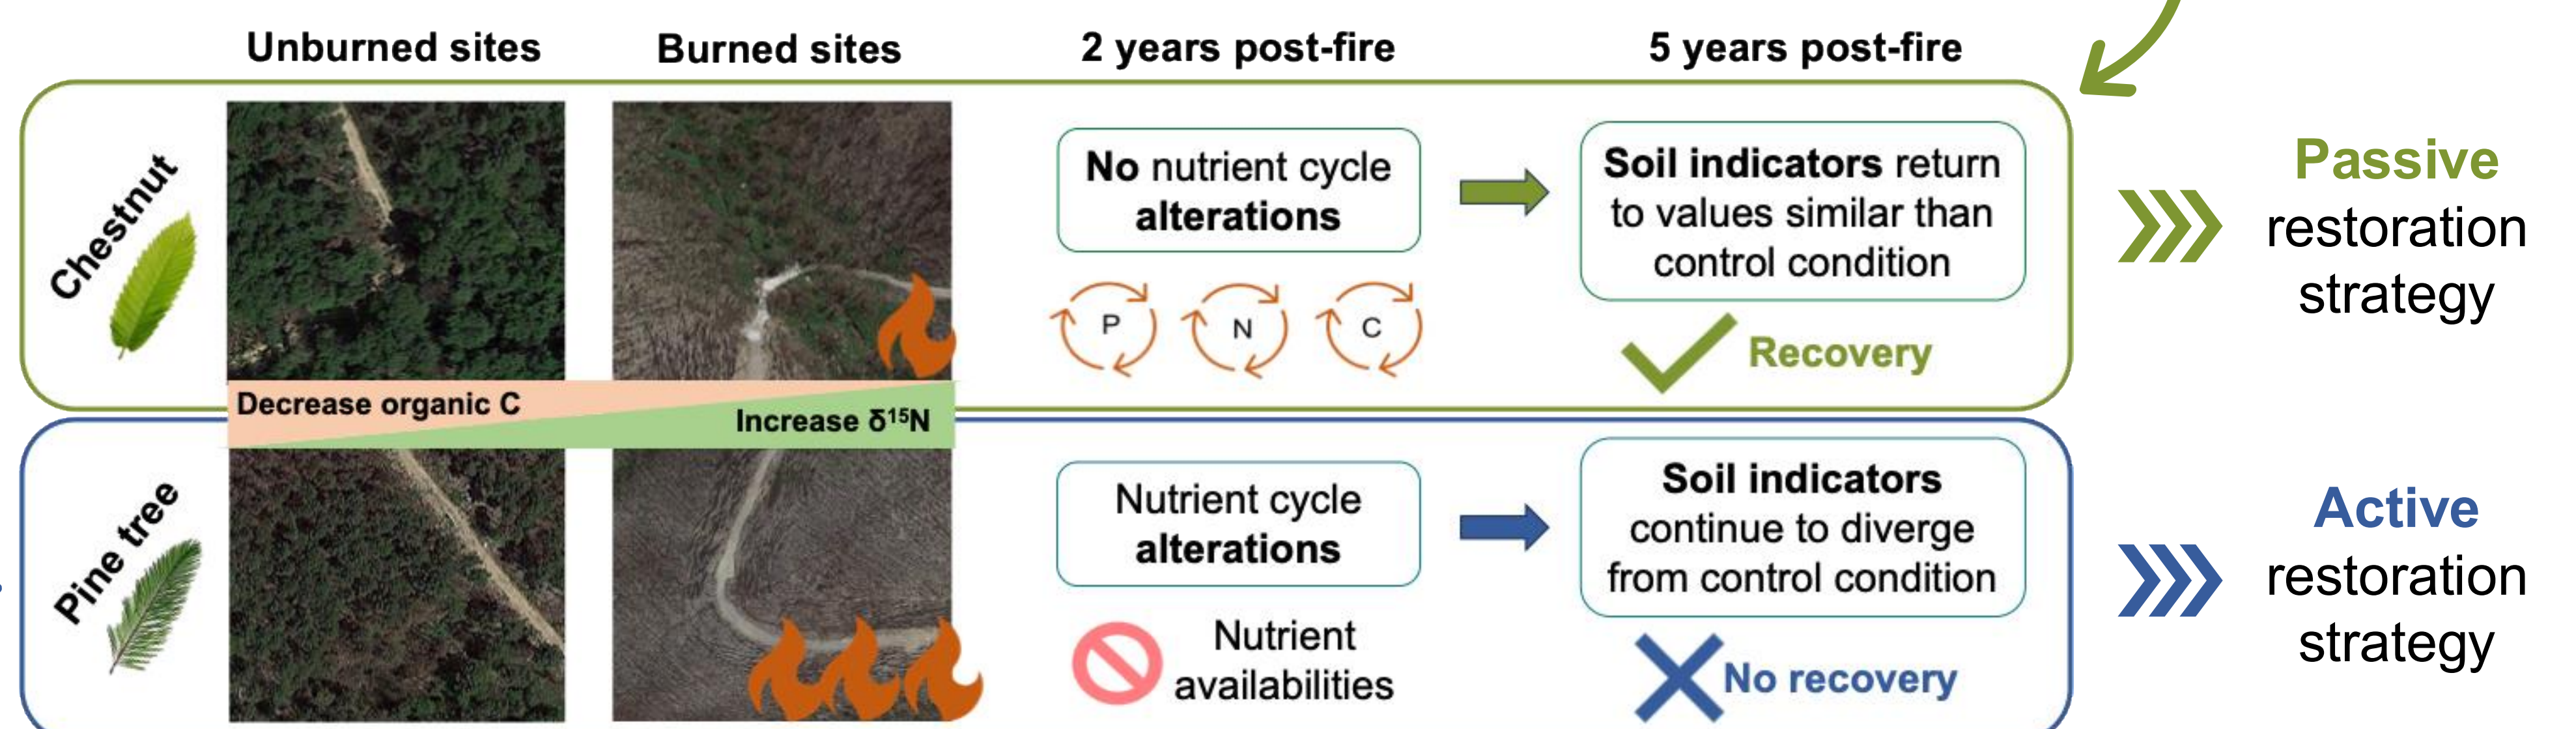 Unburned sites
Burned sites
2 years post-fire
5 years post-fire
Chestnut
No nutrient cycle
alterations
P
N
C
Soil indicators return
to values similar than
control condition
Recovery
Passive
restoration
strategy
Decrease organic C
Increase δ¹⁵N
Pine tree
Nutrient cycle
alterations
Nutrient
availabilities
Soil indicators
continue to diverge
from control condition
No recovery
Active
restoration
strategy